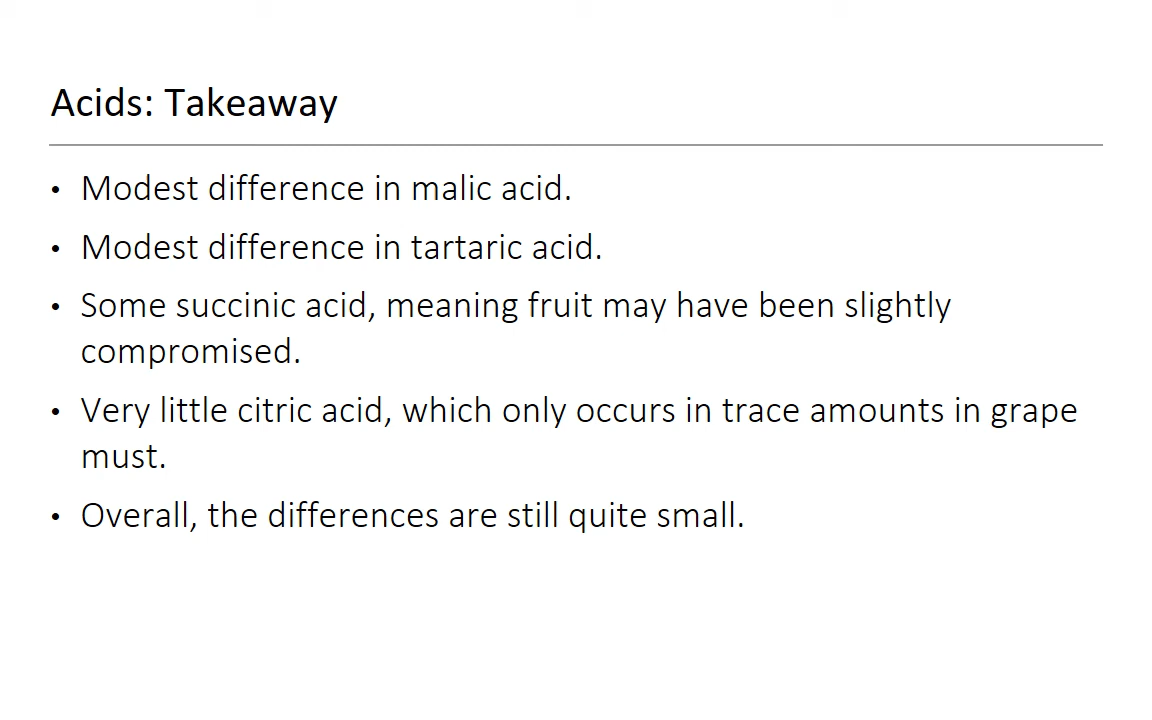 Acids: Takeaway
• Modest difference in malic acid.
• Modest difference in tartaric acid.
• Some succinic acid, meaning fruit may have been slightly
compromised.
• Very little citric acid, which only occurs in trace amounts in grape
must.
• Overall, the differences are still quite small.